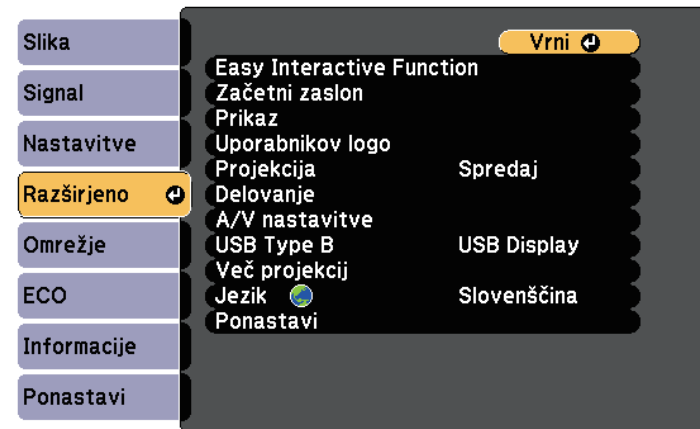 Slika
Signal
Nastavitve
Razširjeno
Omrežje
ECO
Informacije
Ponastavi
Vrni
Easy Interactive Function
Začetni zaslon
Prikaz
Uporabnikov logo
Projekcija Spredaj
Delovanje
A/V nastavitve
USB Type B USB Display
Več projekcij
Jezik Slovenščina
Ponastavi